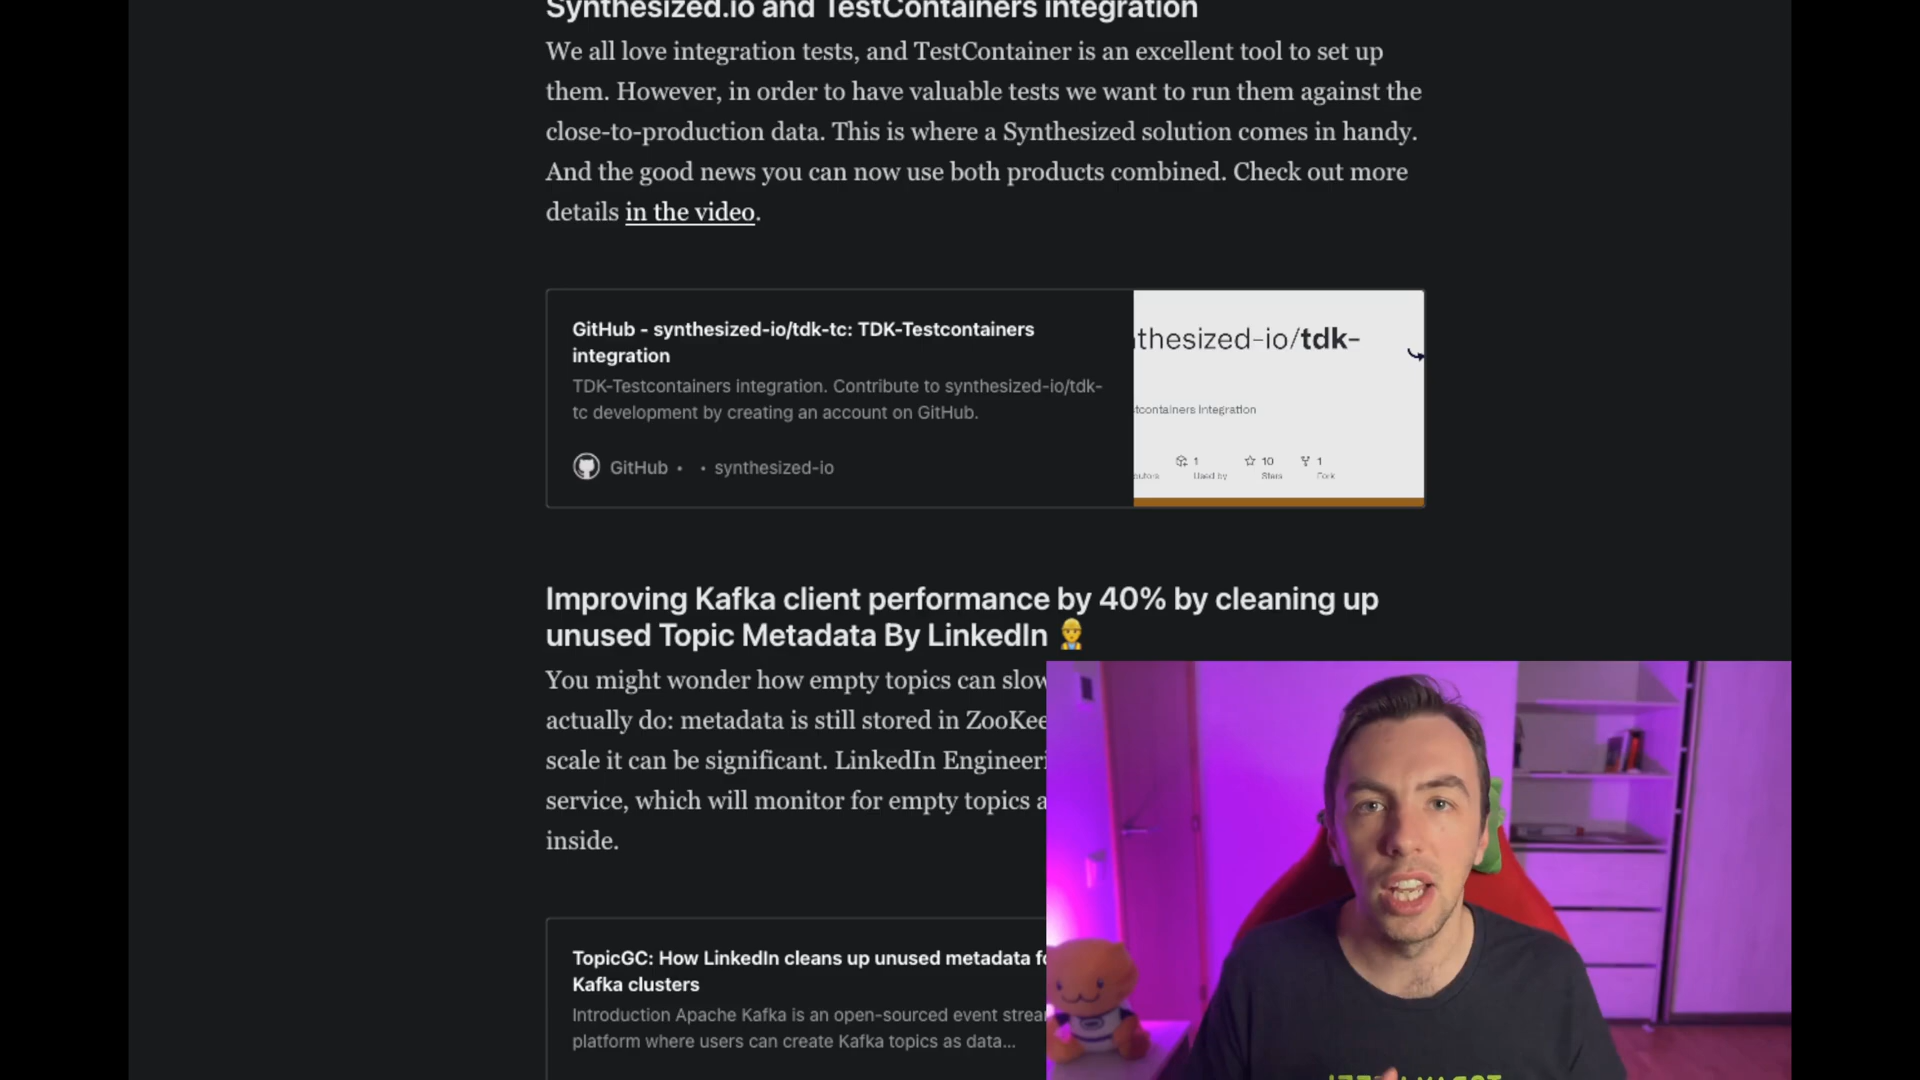 Synthesized.io and TestContainers integration
We all love integration tests, and TestContainer is an excellent tool to set up
them. However, in order to have valuable tests we want to run them against the
close-to-production data. This is where a Synthesized solution comes in handy.
And the good news you can now use both products combined. Check out more
details in the video.
GitHub - synthesized-io/tdk-tc: TDK-Testcontainers
integration
TDK-Testcontainers integration. Contribute to synthesized-io/tdk-
tc development by creating an account on GitHub.
GitHub • • synthesized-io
thesized-io/tdk-
tcontainers Integration
1 10 1
Used by Stars Fork
Improving Kafka client performance by 40% by cleaning up
unused Topic Metadata By LinkedIn 👷
You might wonder how empty topics can slow
actually do: metadata is still stored in ZooKee
scale it can be significant. LinkedIn Engineeri
service, which will monitor for empty topics a
inside.
TopicGC: How LinkedIn cleans up unused metadata fo
Kafka clusters
Introduction Apache Kafka is an open-sourced event strea
platform where users can create Kafka topics as data...